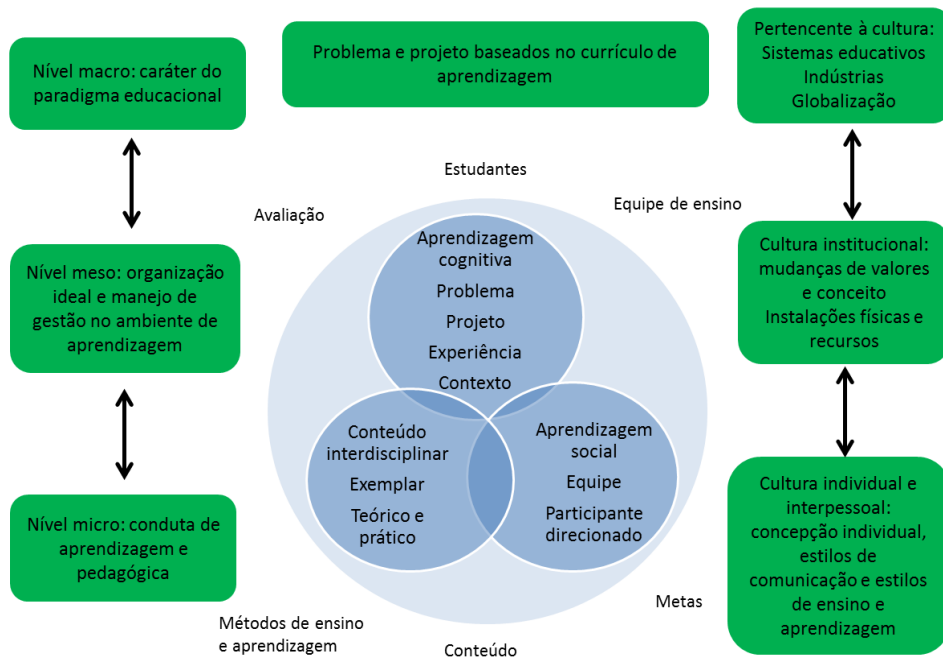 Nível macro: caráter do
paradigma educacional
Problema e projeto baseados no currículo de
aprendizagem
Pertencente à cultura:
Sistemas educativos
Indústrias
Globalização
Estudantes
Avaliação
Equipe de ensino
Nível meso: organização
ideal e manejo de
gestão no ambiente de
aprendizagem
Aprendizagem
cognitiva
Problema
Projeto
Experiência
Contexto
Cultura institucional:
mudanças de valores
e conceito
Instalações físicas e
recursos
Conteúdo
interdisciplinar
Exemplar
Teórico e
prático
Aprendizagem
social
Equipe
Participante
direcionado
Nível micro: conduta de
aprendizagem e
pedagógica
Cultura individual e
interpessoal:
concepção individual,
estilos de
comunicação e estilos
de ensino e
aprendizagem
Métodos de ensino
e aprendizagem
Conteúdo
Metas